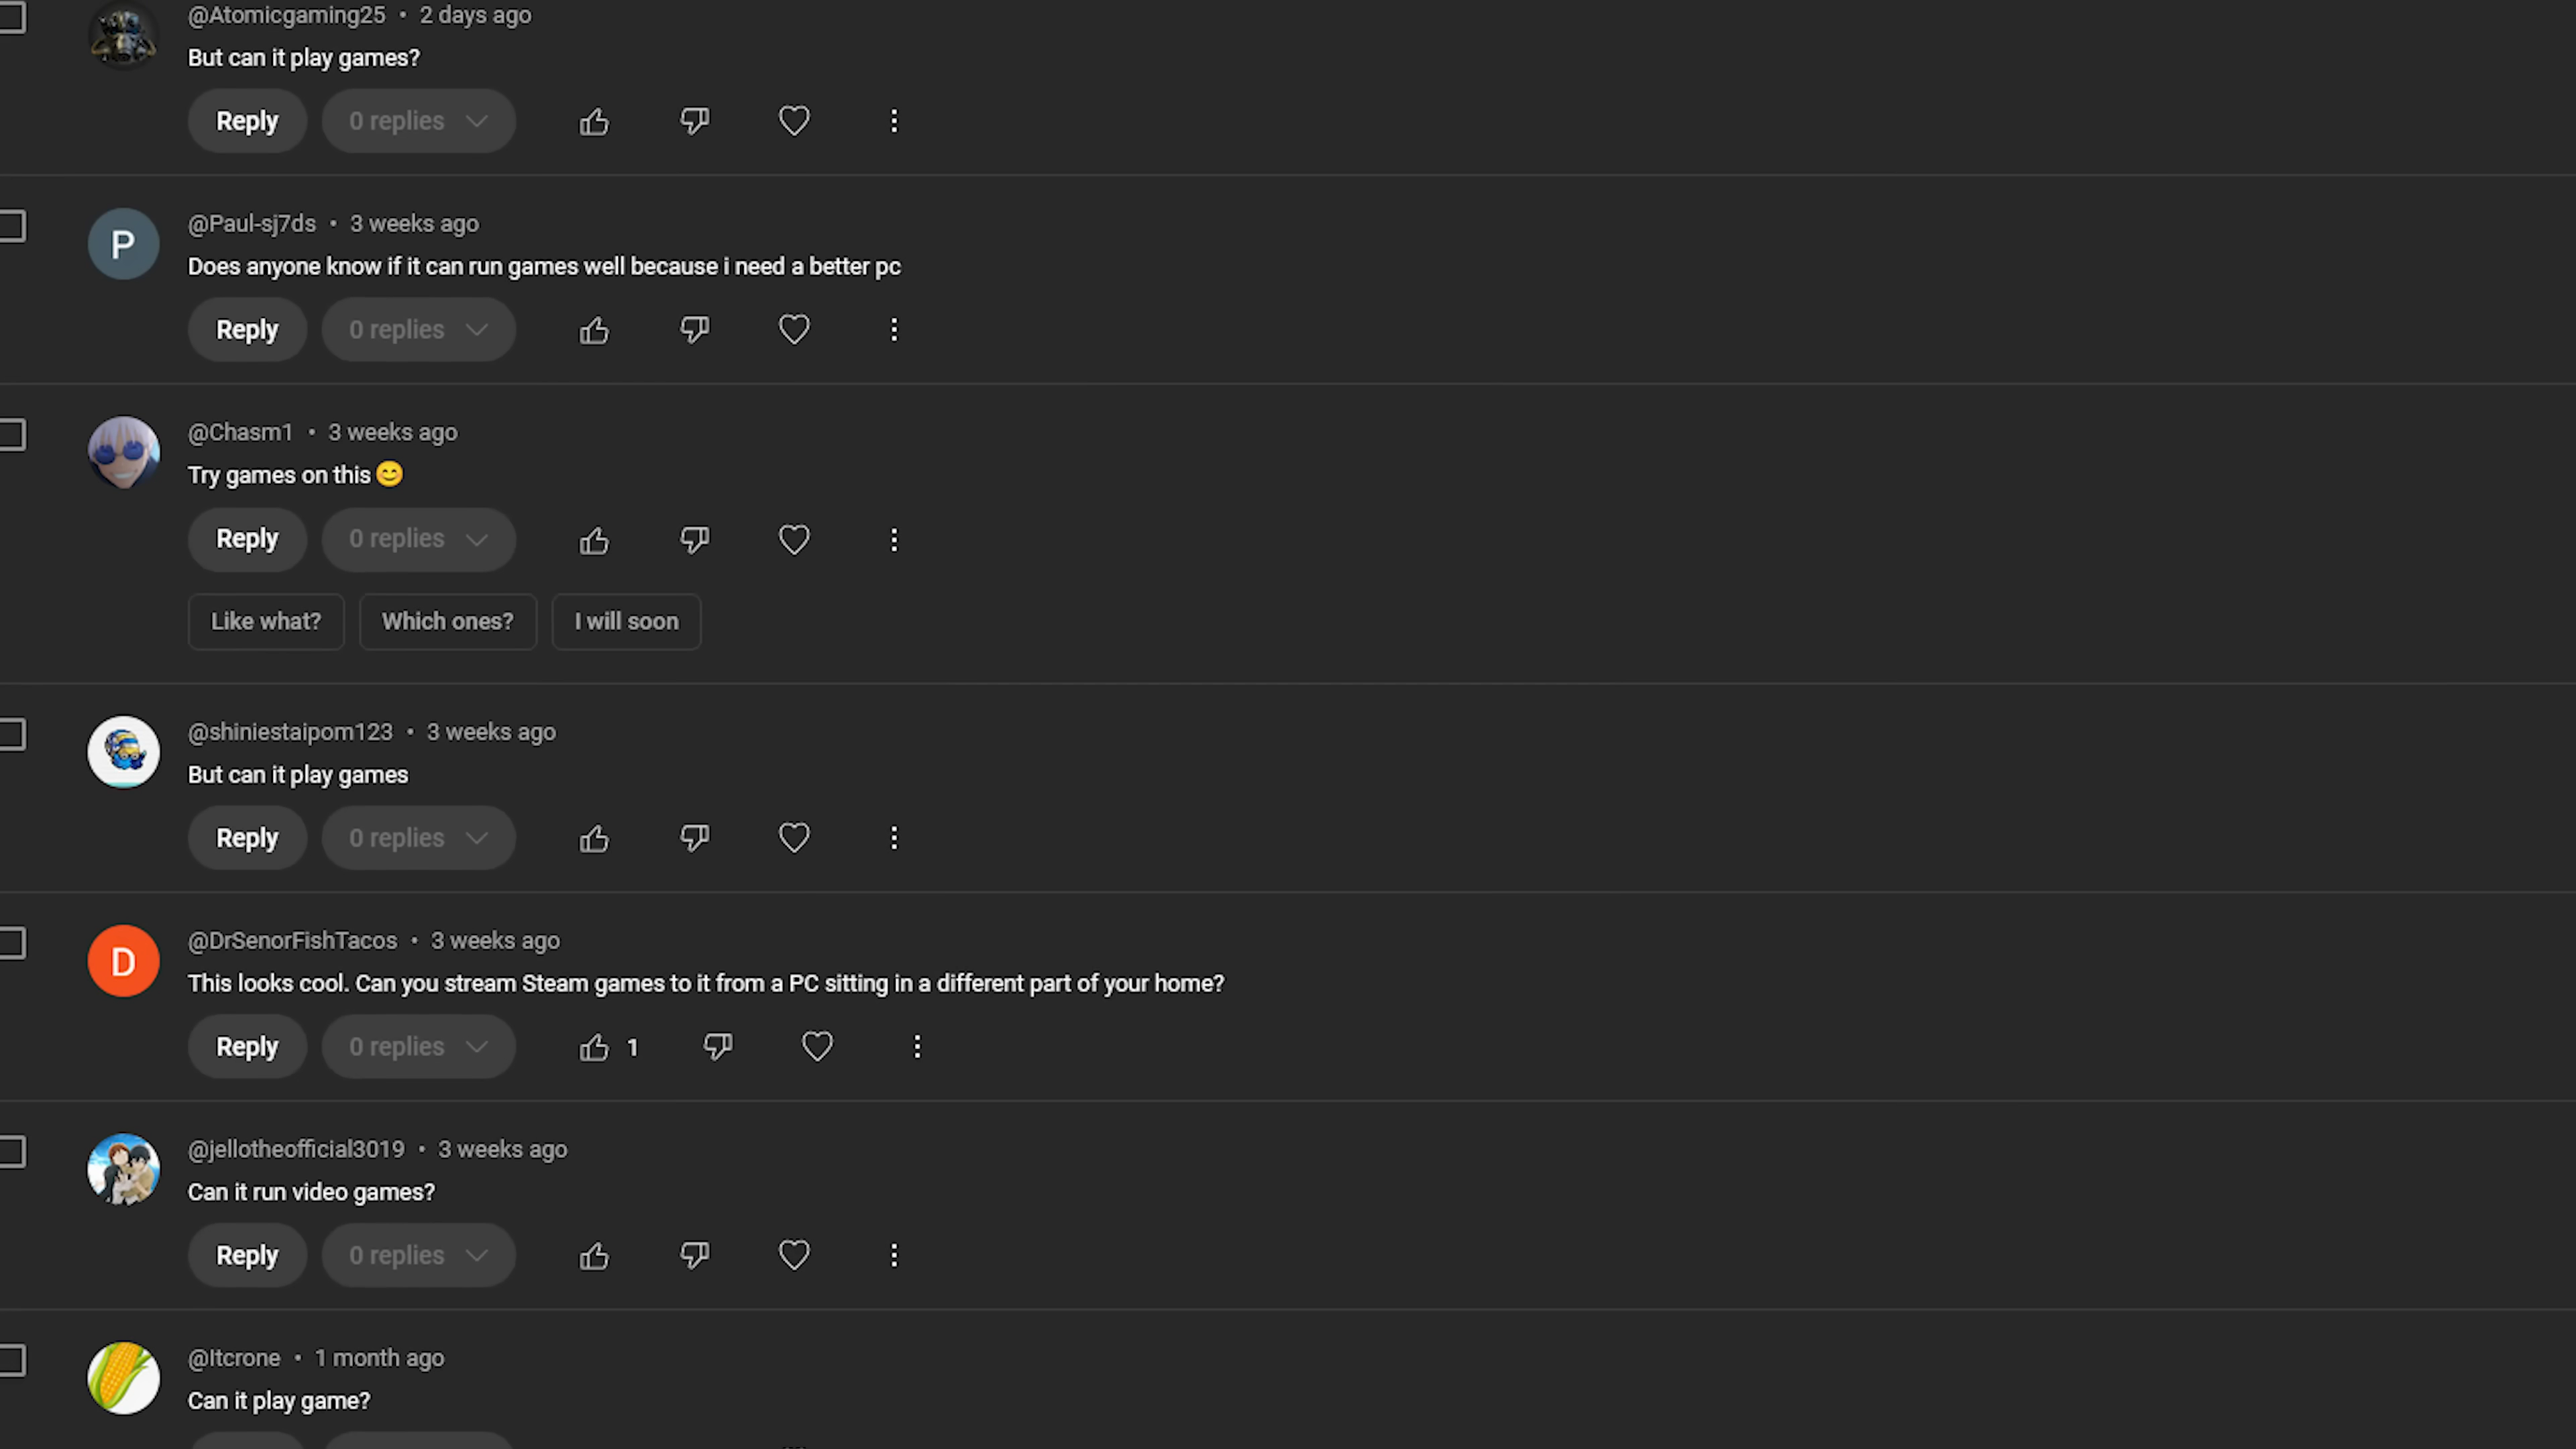 @Atomicgaming25 • 2 days ago
But can it play games?
Reply 0 replies
P
@Paul-sj7ds • 3 weeks ago
Does anyone know if it can run games well because i need a better pc
Reply 0 replies
@Chasm1 • 3 weeks ago
Try games on this 😊
Reply 0 replies
Like what? Which ones? I will soon
@shiniestaipom123 • 3 weeks ago
But can it play games
Reply 0 replies
D
@DrSenorFishTacos • 3 weeks ago
This looks cool. Can you stream Steam games to it from a PC sitting in a different part of your home?
Reply 0 replies 1
@jellotheofficial3019 • 3 weeks ago
Can it run video games?
Reply 0 replies
@ltcrone • 1 month ago
Can it play game?